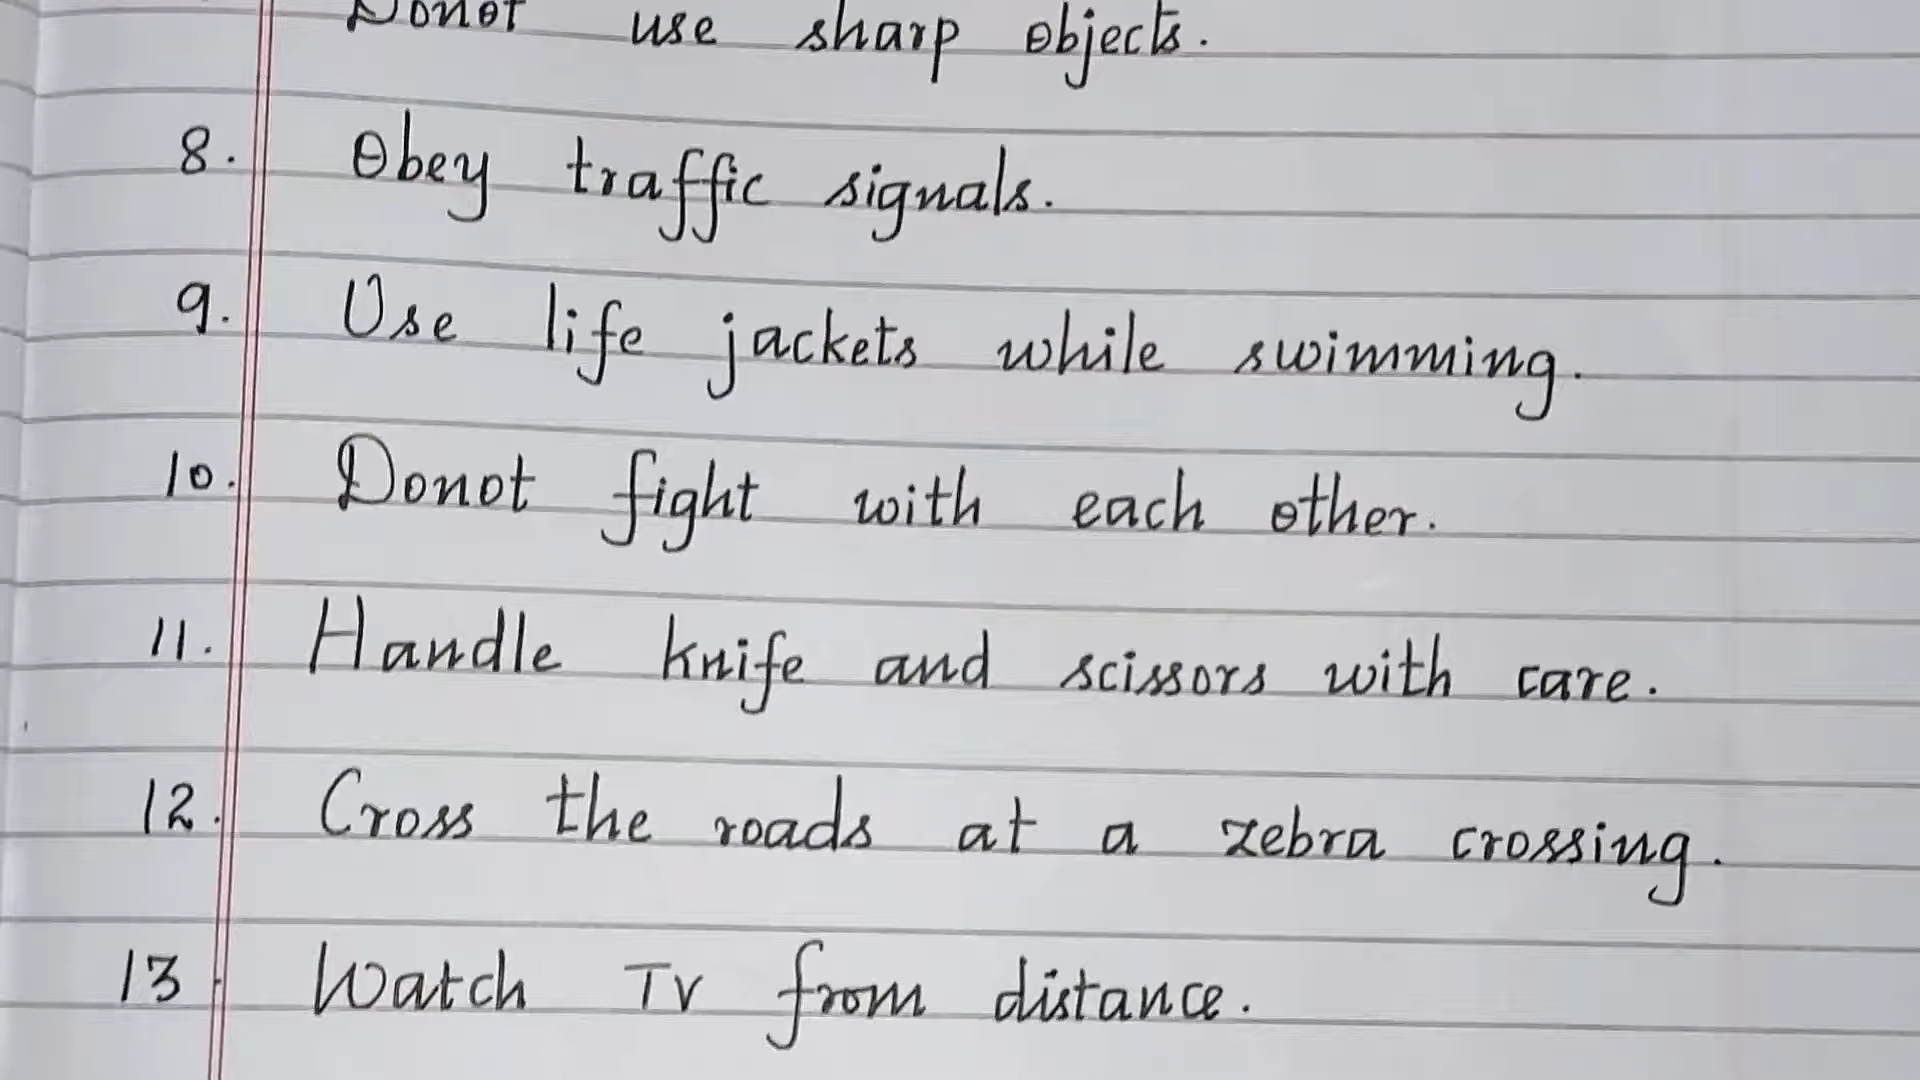 Donot use sharp objects.
8. Obey traffic signals.
9. Use life jackets while swimming.
10. Donot fight with each other.
11. Handle knife and scissors with care.
12. Cross the roads at a zebra crossing.
13. Watch TV from distance.